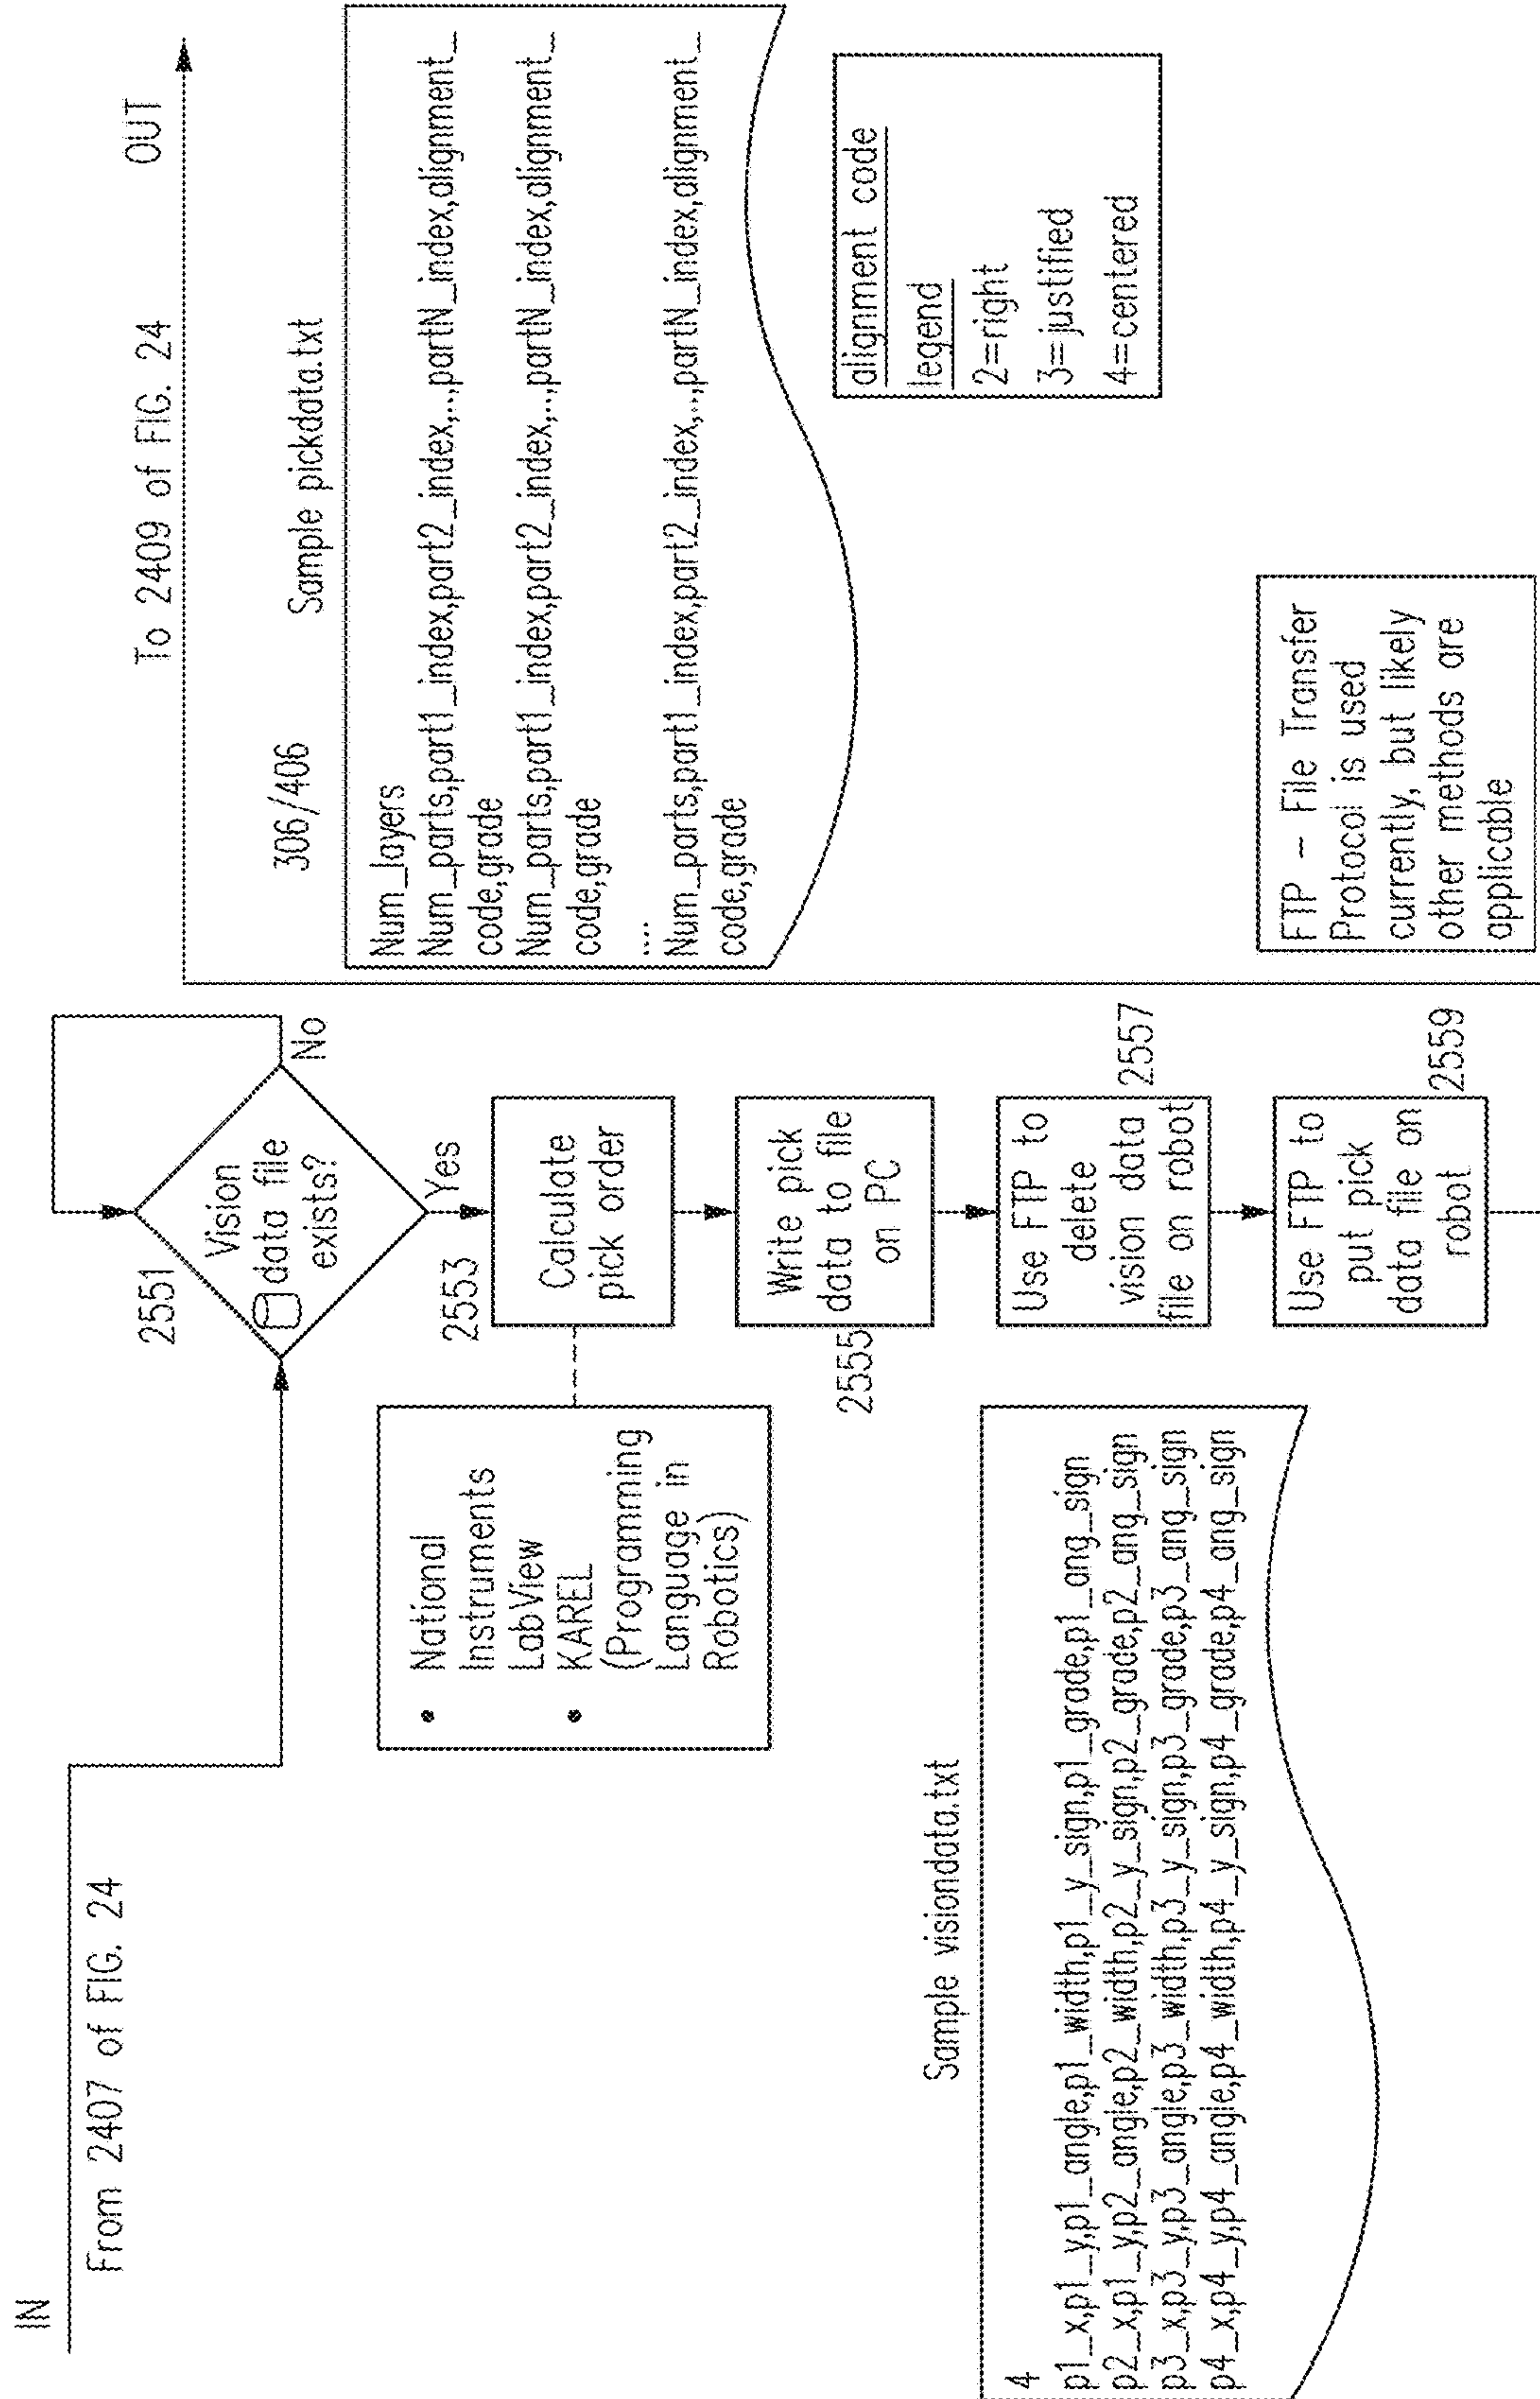 IN
From 2407 of FIG. 24
To 2409 of FIG. 24
OUT
2551
Vision
data file
exists?
No
Yes
2553
Calculate
pick order
• National
Instruments
LabView
• KAREL
(Programming
Language in
Robotics)
Write pick
data to file
on PC
2555
Use FTP to
delete
vision data
file on robot
2557
Use FTP to
put pick
data file on
robot
2559
Sample visiondata.txt
4
p1_x,p1_y,p1_angle,p1_width,p1_y_sign,p1_grade,p1_ang_sign
p2_x,p1_y,p2_angle,p2_width,p2_y_sign,p2_grade,p2_ang_sign
p3_x,p3_y,p3_angle,p3_width,p3_y_sign,p3_grade,p3_ang_sign
p4_x,p4_y,p4_angle,p4_width,p4_y_sign,p4_grade,p4_ang_sign
306/406
Sample pickdata.txt
Num_layers
Num_parts,part1_index,part2_index,...,partN_index,alignment_
code,grade
Num_parts,part1_index,part2_index,...,partN_index,alignment_
code,grade
....
Num_parts,part1_index,part2_index,...,partN_index,alignment_
code,grade
alignment code
legend
2=right
3=justified
4=centered
FTP – File Transfer
Protocol is used
currently, but likely
other methods are
applicable